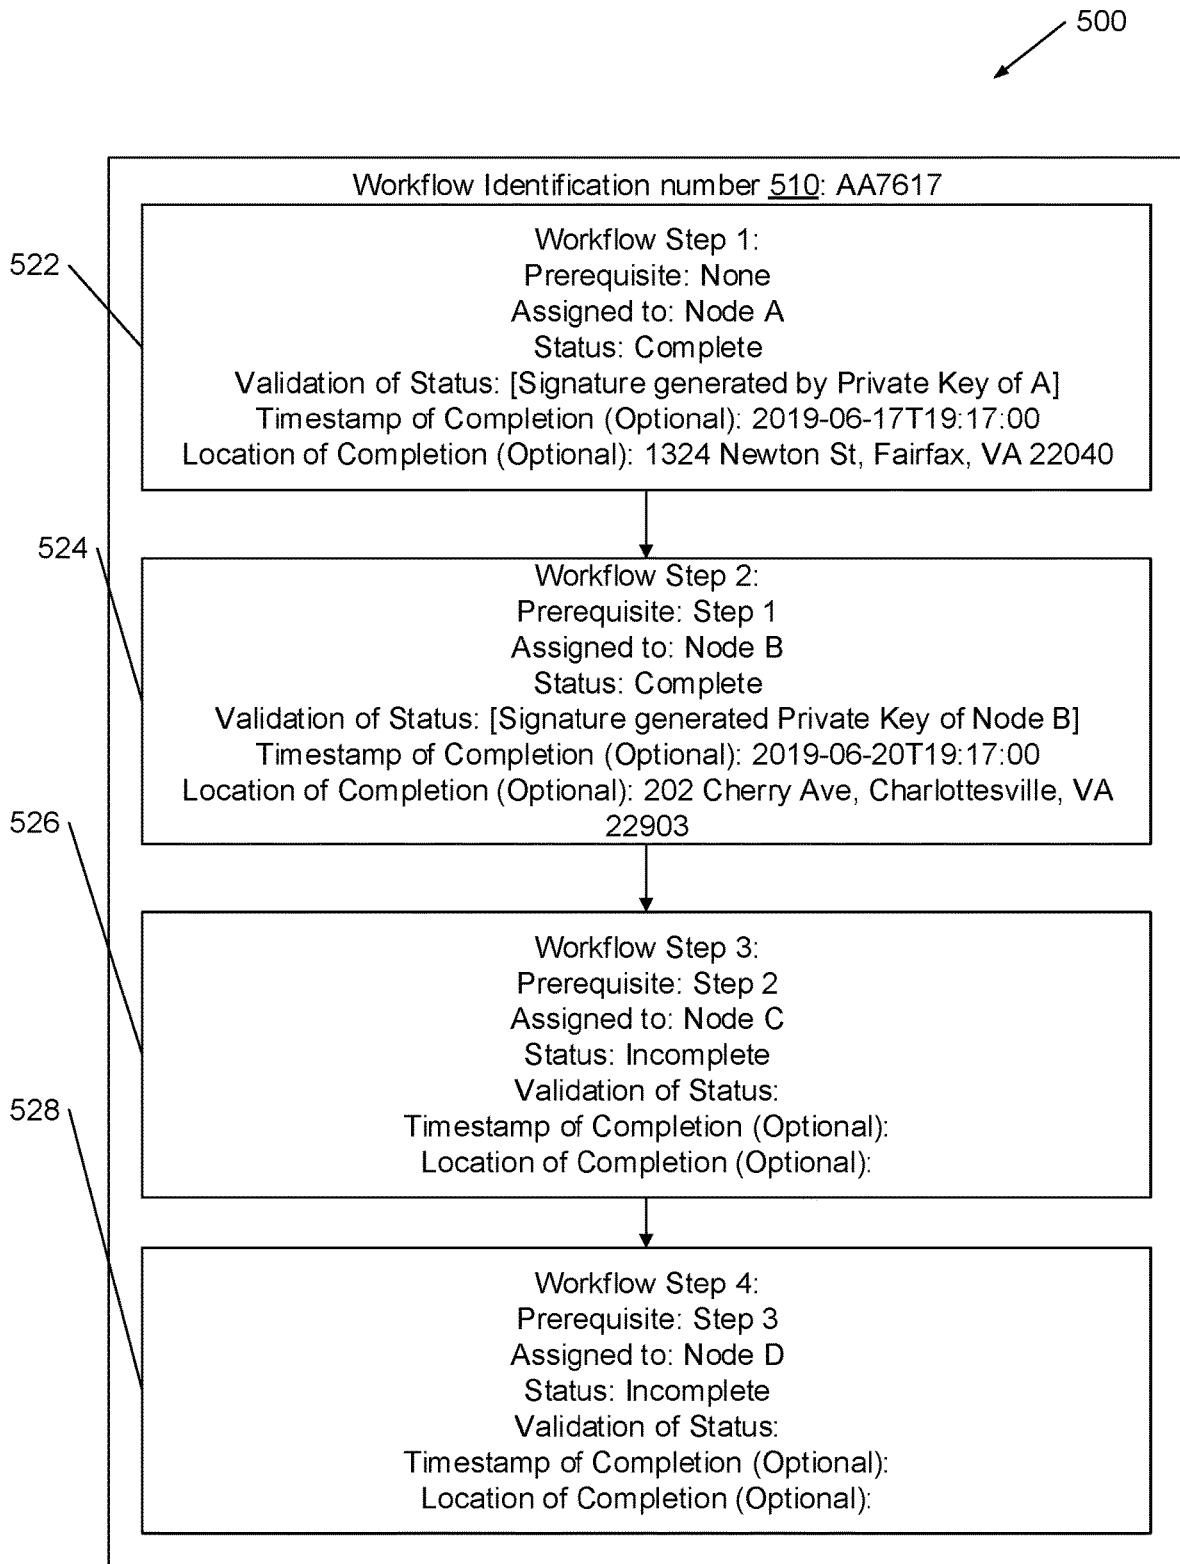 500
Workflow Identification number 510: AA7617
522
Workflow Step 1:
Prerequisite: None
Assigned to: Node A
Status: Complete
Validation of Status: [Signature generated by Private Key of A]
Timestamp of Completion (Optional): 2019-06-17T19:17:00
Location of Completion (Optional): 1324 Newton St, Fairfax, VA 22040
524
Workflow Step 2:
Prerequisite: Step 1
Assigned to: Node B
Status: Complete
Validation of Status: [Signature generated Private Key of Node B]
Timestamp of Completion (Optional): 2019-06-20T19:17:00
Location of Completion (Optional): 202 Cherry Ave, Charlottesville, VA
22903
526
Workflow Step 3:
Prerequisite: Step 2
Assigned to: Node C
Status: Incomplete
Validation of Status:
Timestamp of Completion (Optional):
Location of Completion (Optional):
528
Workflow Step 4:
Prerequisite: Step 3
Assigned to: Node D
Status: Incomplete
Validation of Status:
Timestamp of Completion (Optional):
Location of Completion (Optional):